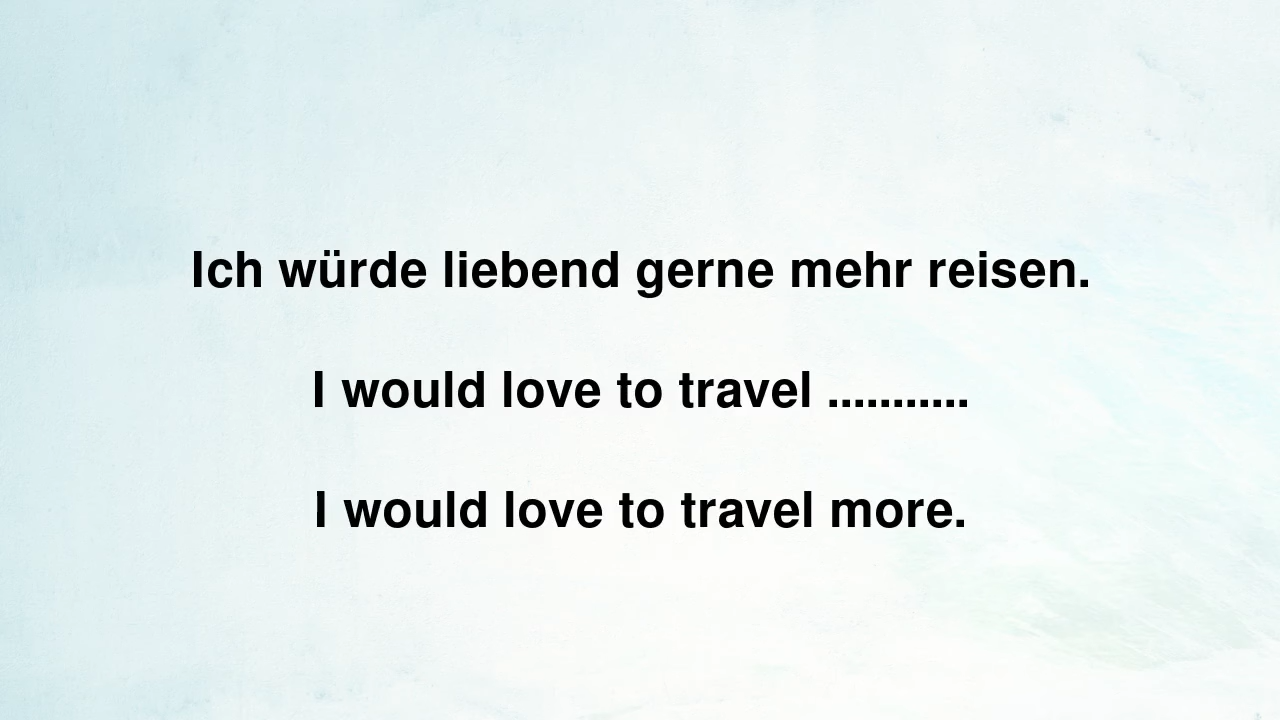 Ich würde liebend gerne mehr reisen.
I would love to travel ...........
I would love to travel more.